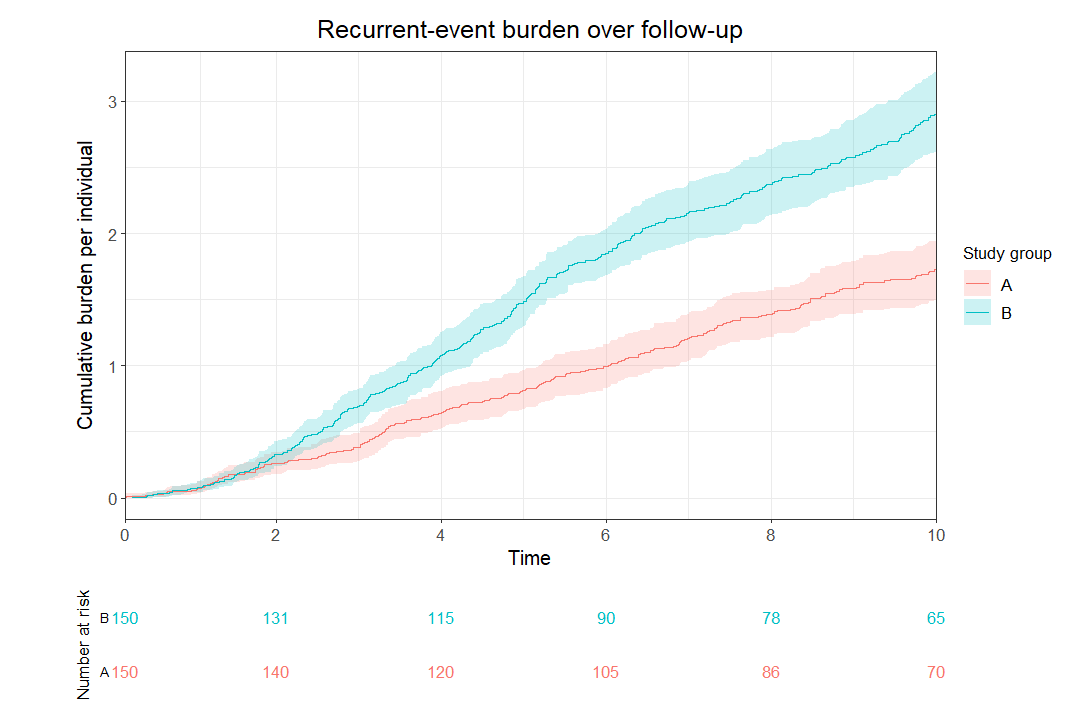 Recurrent-event burden over follow-up
Cumulative burden per individual
3
2
1
0
0 2 4 6 8 10
Time
Study group
A
B
Number at risk
B 150 131 115 90 78 65
A 150 140 120 105 86 70